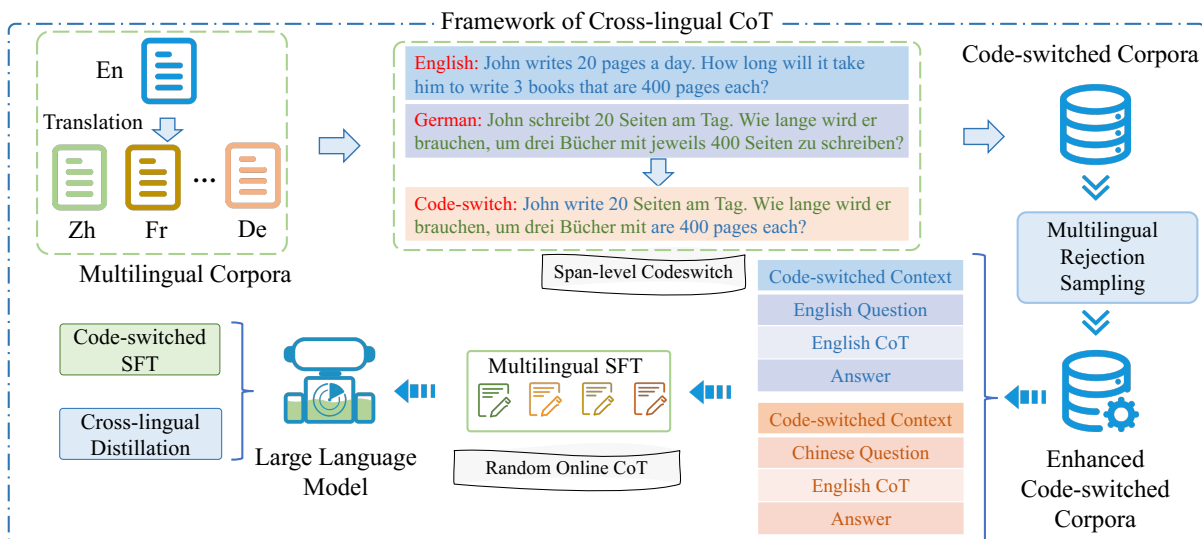 Framework of Cross-lingual CoT
En
Translation
Zh
Fr
...
De
Multilingual Corpora
English: John writes 20 pages a day. How long will it take
him to write 3 books that are 400 pages each?
German: John schreibt 20 Seiten am Tag. Wie lange wird er
brauchen, um drei Bücher mit jeweils 400 Seiten zu schreiben?
Code-switch: John write 20 Seiten am Tag. Wie lange wird er
brauchen, um drei Bücher mit are 400 pages each?
Span-level Codeswitch
Code-switched Corpora
Multilingual
Rejection
Sampling
Enhanced
Code-switched
Corpora
Code-switched Context
English Question
English CoT
Answer
Code-switched Context
Chinese Question
English CoT
Answer
Multilingual SFT
Random Online CoT
Large Language
Model
Code-switched
SFT
Cross-lingual
Distillation